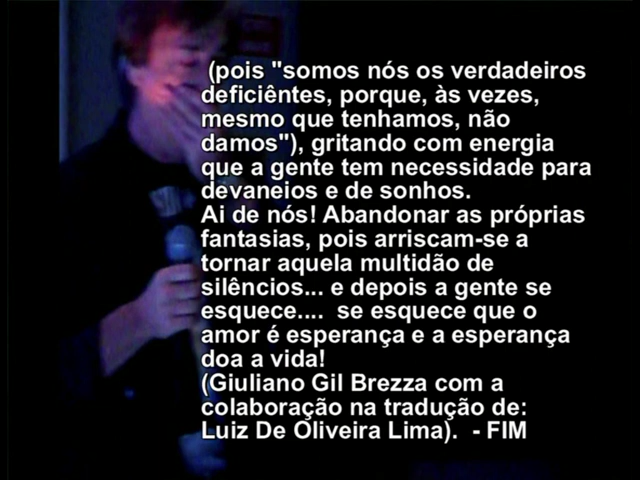 (pois "somos nós os verdadeiros
deficiêntes, porque, às vezes,
mesmo que tenhamos, não
damos"), gritando com energia
que a gente tem necessidade para
devaneios e de sonhos.
Ai de nós! Abandonar as próprias
fantasias, pois arriscam-se a
tornar aquela multidão de
silêncios... e depois a gente se
esquece....  se esquece que o
amor é esperança e a esperança
doa a vida!
(Giuliano Gil Brezza com a
colaboração na tradução de:
Luiz De Oliveira Lima).  - FIM